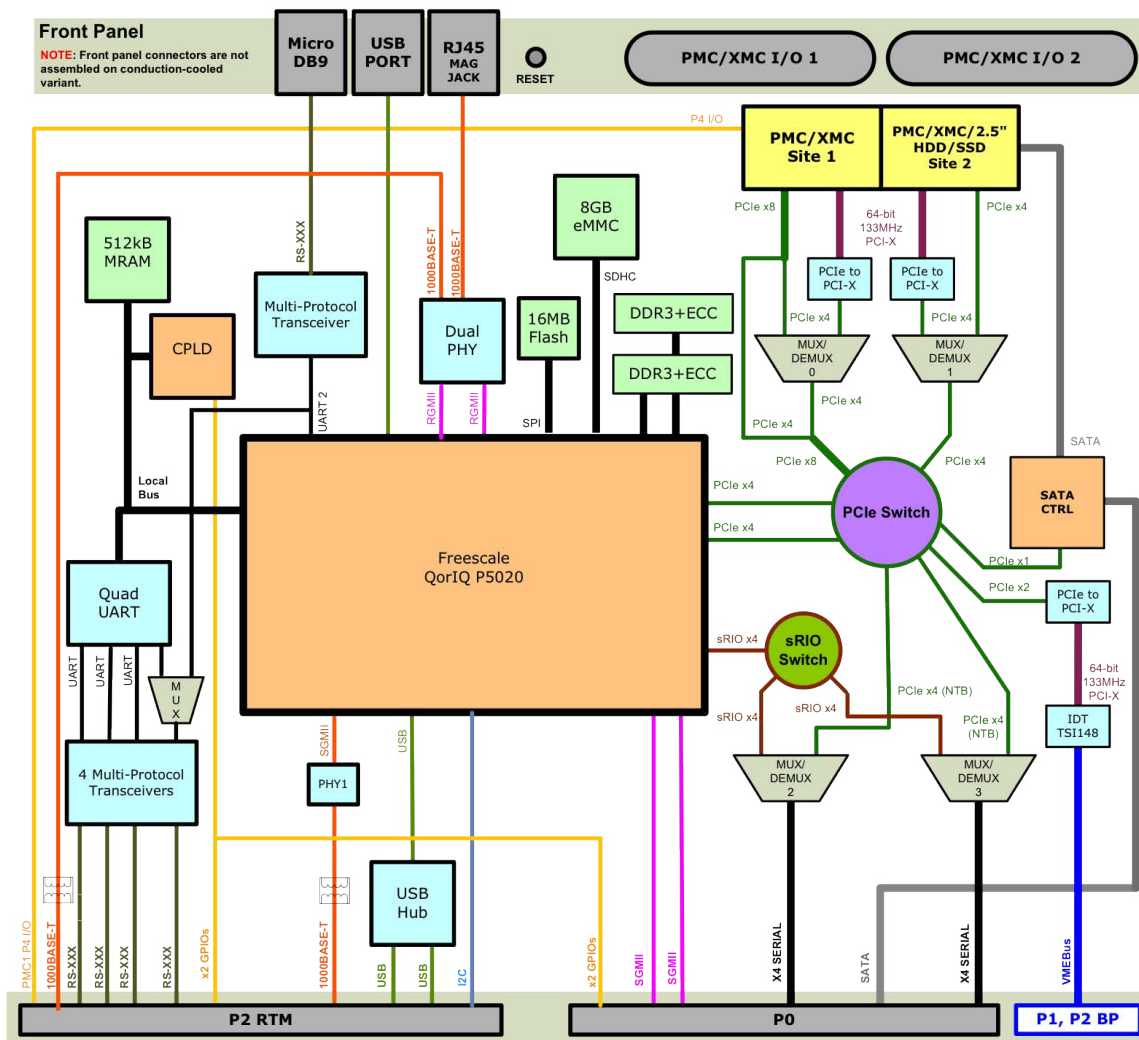 Front Panel
NOTE: Front panel connectors are not
assembled on conduction-cooled
variant.
Micro
DB9
USB
PORT
RJ45
MAG
JACK
RESET
PMC/XMC I/O 1
PMC/XMC I/O 2
P4 I/O
PMC/XMC
Site 1
PMC/XMC/2.5"
HDD/SSD
Site 2
PCIe x8
64-bit
133MHz
PCI-X
PCIe x4
512kB
MRAM
RS-XXX
1000BASE-T
1000BASE-T
8GB
eMMC
SDHC
PCIe to
PCI-X
PCIe to
PCI-X
Multi-Protocol
Transceiver
CPLD
Dual
PHY
16MB
Flash
DDR3+ECC
DDR3+ECC
PCIe x4
PCIe x4
MUX/
DEMUX
0
MUX/
DEMUX
1
UART 2
RGMII
RGMII
SPI
PCIe x4
PCIe x4
PCIe x8
PCIe x4
SATA
Local
Bus
PCIe x4
PCIe x4
PCIe Switch
SATA
CTRL
Freescale
QorIQ P5020
PCIe x1
PCIe x2
PCIe to
PCI-X
Quad
UART
UART
UART
UART
MUX
sRIO x4
sRIO
Switch
64-bit
133MHz
PCI-X
PCIe x4 (NTB)
sRIO x4
sRIO x4
PCIe x4
(NTB)
IDT
TSI148
SGMII
USB
4 Multi-Protocol
Transceivers
PHY1
MUX/
DEMUX
2
MUX/
DEMUX
3
USB
Hub
PMC1 P4 I/O
1000BASE-T
RS-XXX
RS-XXX
RS-XXX
RS-XXX
x2 GPIOs
1000BASE-T
USB
USB
I2C
x2 GPIOs
SGMII
SGMII
X4 SERIAL
SATA
X4 SERIAL
VMEBus
P2 RTM
P0
P1, P2 BP